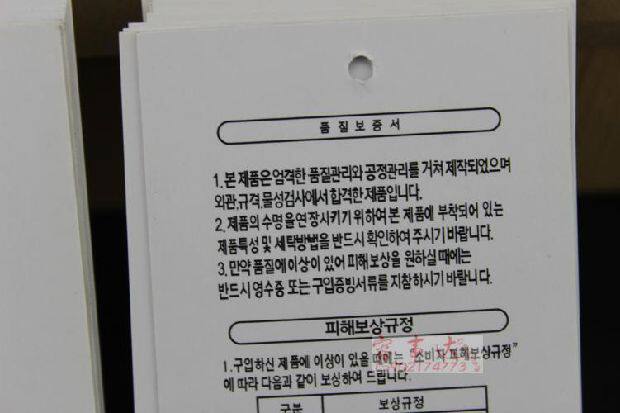 품질보증서
1. 본 제품은 엄격한 품질관리와 공정관리를 거쳐 제작되었으며
외관,규격,물성검사에서 합격한 제품입니다.
2. 제품의 수명을 연장시키기 위하여 본 제품에 부착되어 있는
제품특성 및 세탁방법을 반드시 확인하여 주시기 바랍니다.
3. 만약 품질에 이상이 있어 피해 보상을 원하실 때에는
반드시 영수증 또는 구입증빙서류를 지참하시기 바랍니다.
피해보상규정
1. 구입하신 제품에 이상이 있을 때에는 "소비자 피해보상규정"
에 따라 다음과 같이 보상하여 드립니다.
구분 보상규정